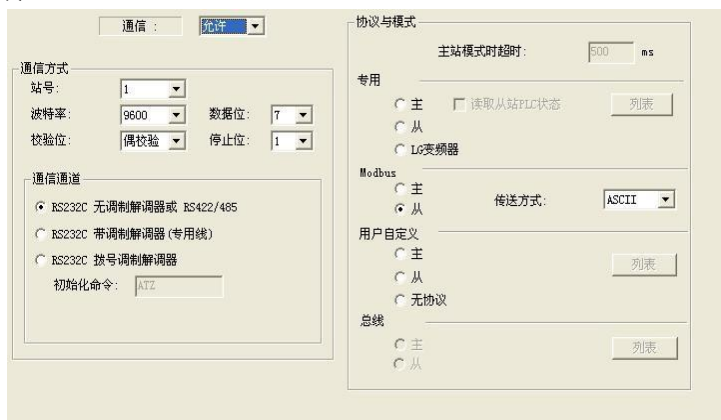 通信 : 允许
通信方式
站号: 1
波特率: 9600 数据位: 7
校验位: 偶校验 停止位: 1
通信通道
RS232C 无调制解调器或 RS422/485
RS232C 带调制解调器(专用线)
RS232C 拨号调制解调器
初始化命令: ATZ
协议与模式
主站模式时超时: 500 ms
专用
主 读取从站PLC状态 列表
从
LG变频器
Modbus
主
从
传送方式: ASCII
用户自定义
主
从
无协议
列表
总线
主
从
列表